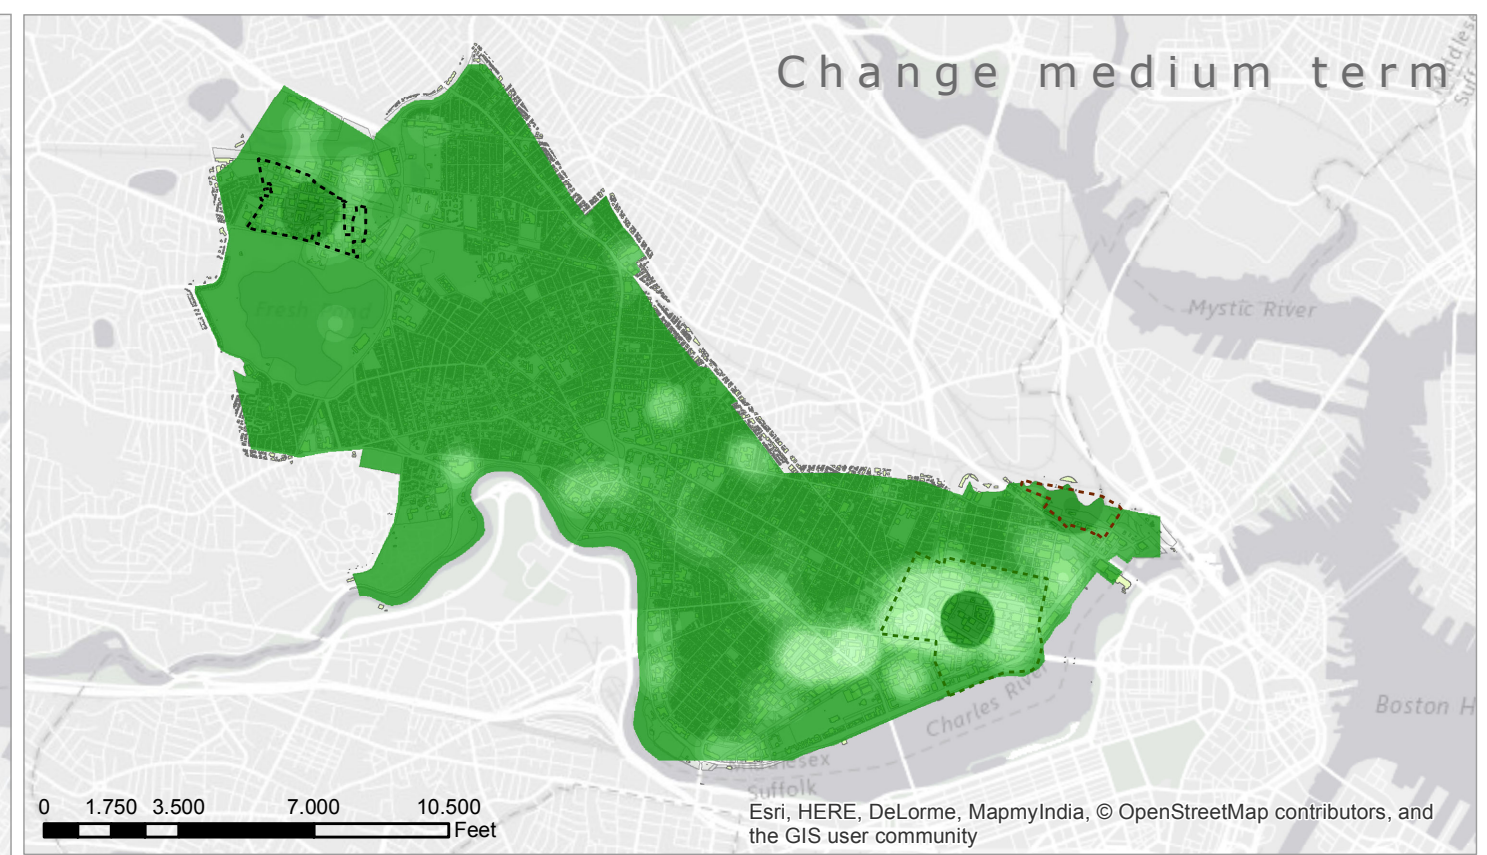 Change medium term
Middlesex
Suffolk
Mystic River
Fresh
Charles River
Suffolk
Boston H
0 1.750 3.500 7.000 10.500
Feet
Esri, HERE, DeLorme, MapmyIndia, © OpenStreetMap contributors, and
the GIS user community